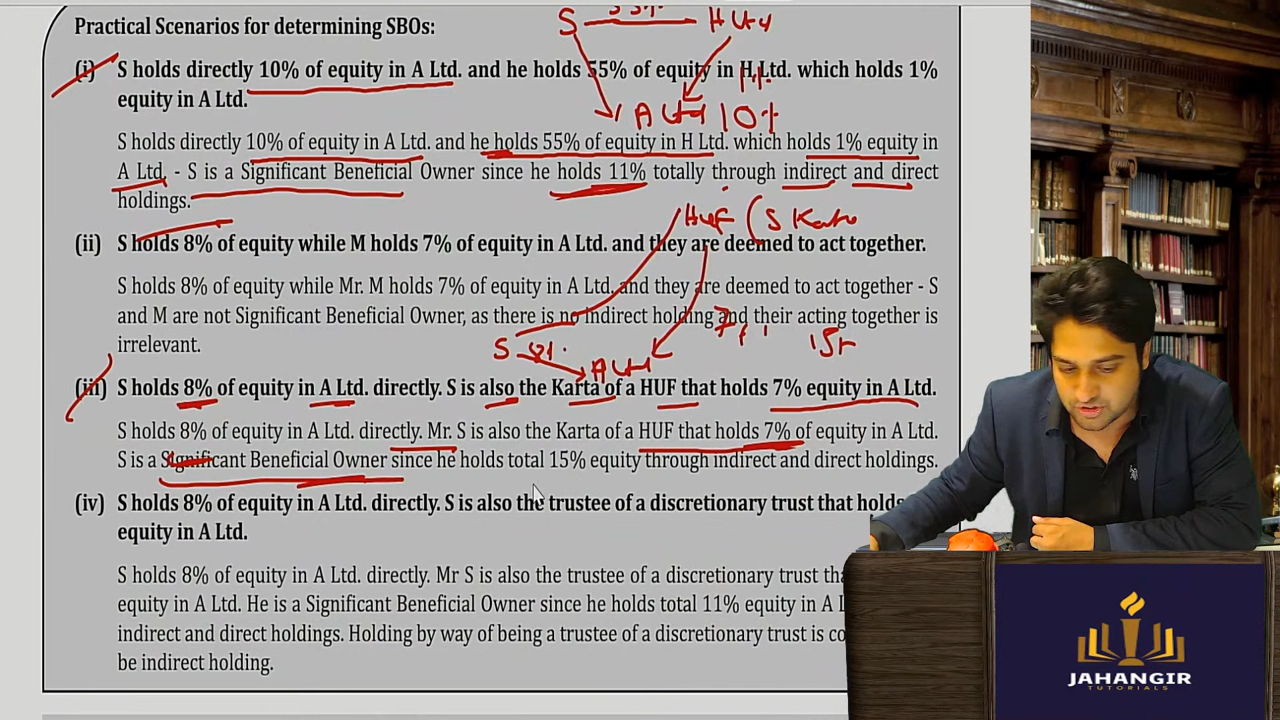 Practical Scenarios for determining SBOs:
S 55% H Ltd
(i) S holds directly 10% of equity in A Ltd. and he holds 55% of equity in H Ltd. which holds 1%
1%
equity in A Ltd.
A Ltd 10%
S holds directly 10% of equity in A Ltd. and he holds 55% of equity in H Ltd. which holds 1% equity in
A Ltd. - S is a Significant Beneficial Owner since he holds 11% totally through indirect and direct
holdings.
HUF (S Karta
(ii) S holds 8% of equity while M holds 7% of equity in A Ltd. and they are deemed to act together.
S holds 8% of equity while Mr. M holds 7% of equity in A Ltd. and they are deemed to act together - S
and M are not Significant Beneficial Owner, as there is no indirect holding and their acting together is
irrelevant.
7%
15%
S 8%
A Ltd
(iii) S holds 8% of equity in A Ltd. directly. S is also the Karta of a HUF that holds 7% equity in A Ltd.
S holds 8% of equity in A Ltd. directly. Mr. S is also the Karta of a HUF that holds 7% of equity in A Ltd.
S is a Significant Beneficial Owner since he holds total 15% equity through indirect and direct holdings.
(iv) S holds 8% of equity in A Ltd. directly. S is also the trustee of a discretionary trust that holds
equity in A Ltd.
S holds 8% of equity in A Ltd. directly. Mr S is also the trustee of a discretionary trust
equity in A Ltd. He is a Significant Beneficial Owner since he holds total 11% equity in A
indirect and direct holdings. Holding by way of being a trustee of a discretionary trust is
be indirect holding.
JAHANGIR
TUTORIALS